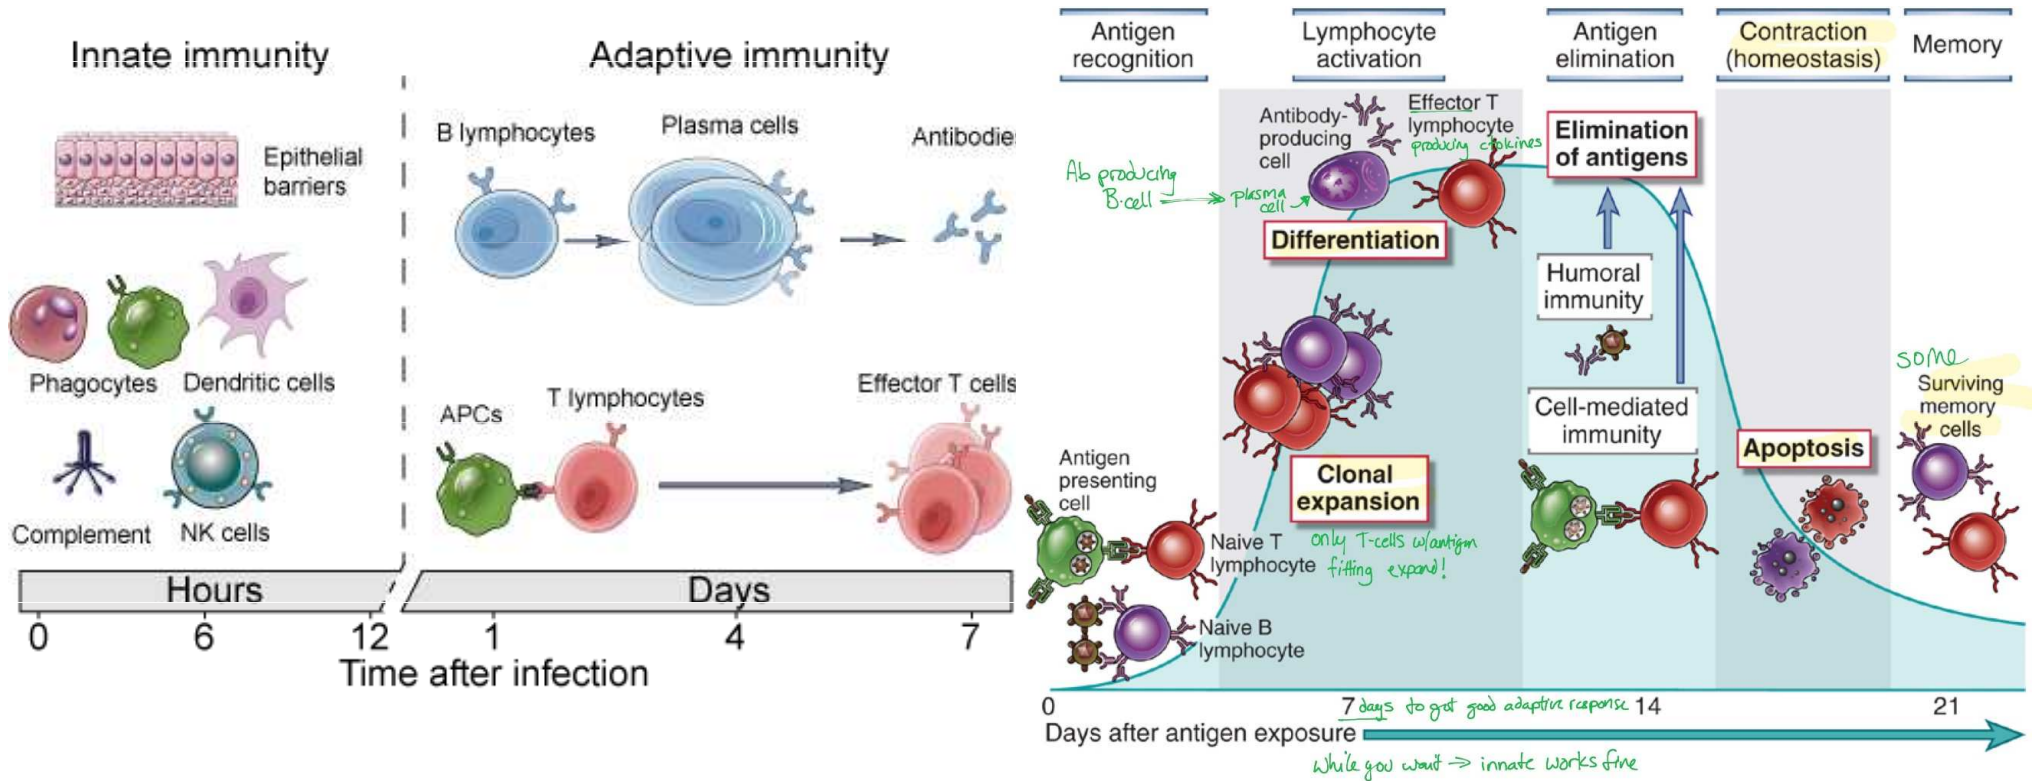 Innate immunity
Adaptive immunity
Epithelial
barriers
Phagocytes
Dendritic cells
Complement
NK cells
B lymphocytes
Plasma cells
Antibodies
APCs
T lymphocytes
Effector T cells
Hours
Days
0
6
12
1
4
7
Time after infection
Antigen
recognition
Lymphocyte
activation
Antigen
elimination
Contraction
(homeostasis)
Memory
Antibody-
producing
cell
Effector T
lymphocyte
producing ctokines
Ab producing
B-cell
plasma
cell
Differentiation
Elimination
of antigens
Humoral
immunity
Cell-mediated
immunity
Clonal
expansion
only T-cells w/antigen
fitting expand!
Antigen
presenting
cell
Naive T
lymphocyte
Naive B
lymphocyte
Apoptosis
some
Surviving
memory
cells
0
7 days to get good adaptive response 14
21
Days after antigen exposure
while you wait → innate works fine